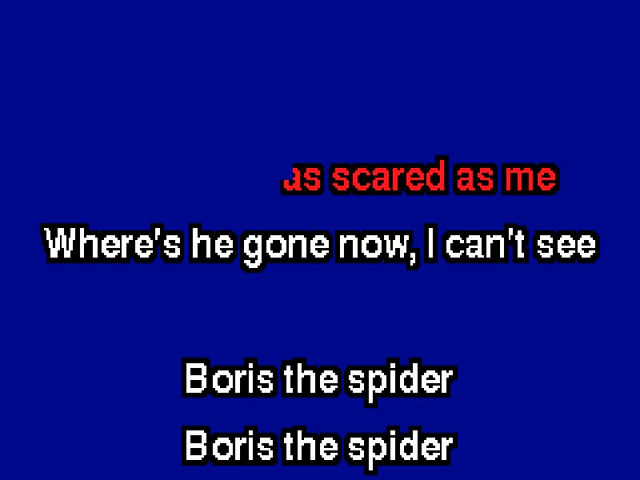 as scared as me
Where's he gone now, I can't see
Boris the spider
Boris the spider